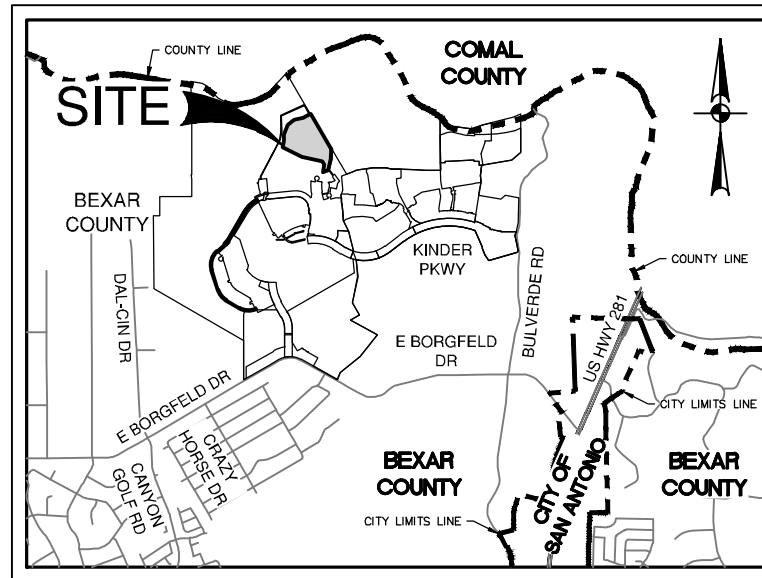 COUNTY LINE
COMAL
COUNTY
SITE
BEXAR
COUNTY
DAL-CIN DR
KINDER
PKWY
BULVERDE RD
COUNTY LINE
US HWY 281
E BORGFELD
DR
E BORGFELD DR
CITY LIMITS LINE
CRAZY
HORSE DR
CANYON
GOLF RD
BEXAR
COUNTY
CITY OF
SAN ANTONIO
BEXAR
COUNTY
CITY LIMITS LINE